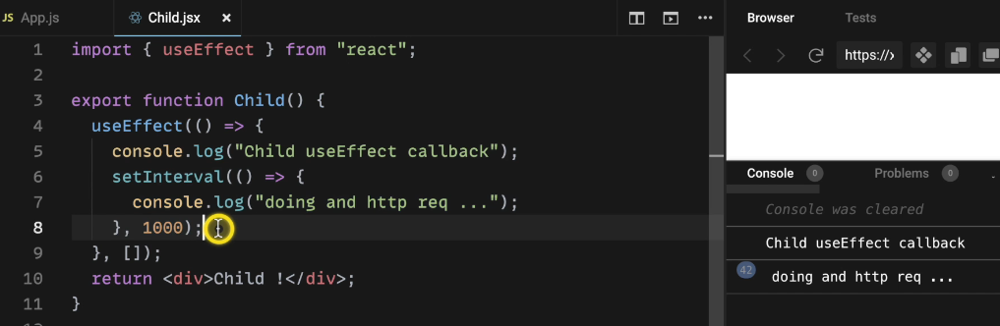 JS App.js Child.jsx × ...
1 import { useEffect } from "react";
2
3 export function Child() {
4 useEffect(() => {
5 console.log("Child useEffect callback");
6 setInterval(() => {
7 console.log("doing and http req ...");
8 }, 1000);
9 }, []);
10 return <div>Child !</div>;
11 }
Browser Tests
https://
Console 0 Problems 0
Console was cleared
Child useEffect callback
42 doing and http req ...